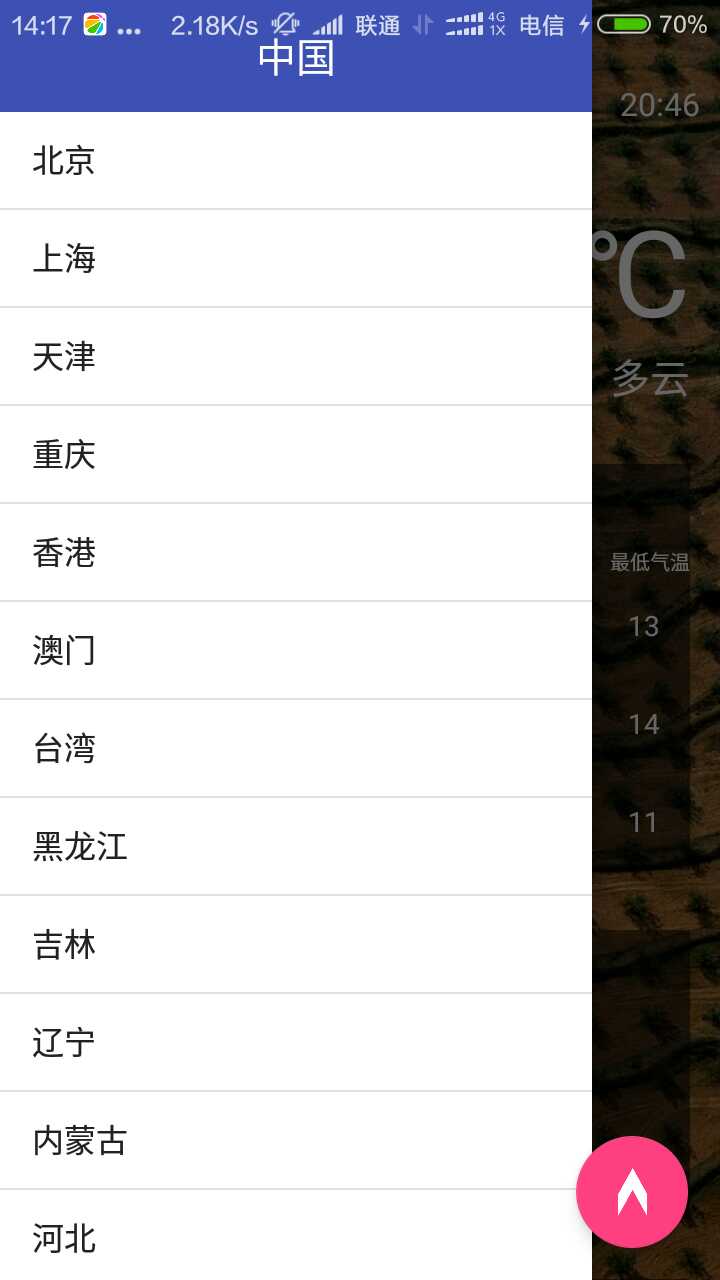 14:17 ... 2.18K/s 联通 4G 1X 电信 70%
中国
20:46
北京
上海
℃
天津
多云
重庆
香港
最低气温
澳门
13
台湾
14
黑龙江
11
吉林
辽宁
内蒙古
河北